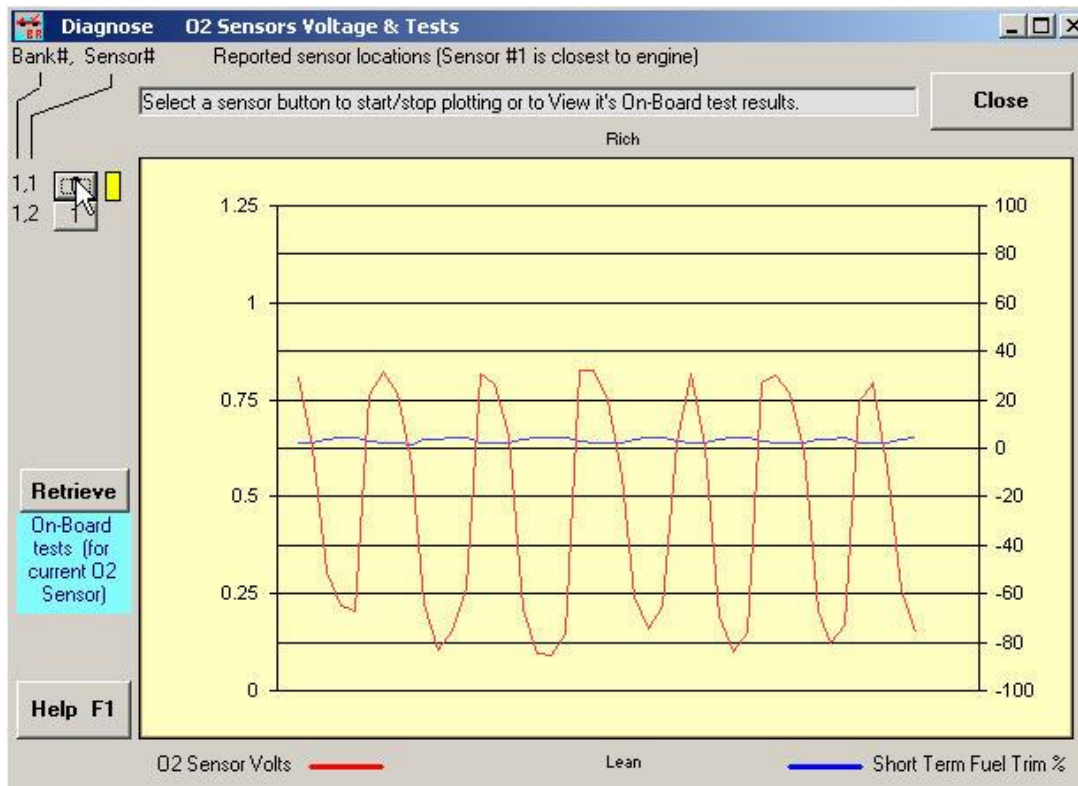 Diagnose O2 Sensors Voltage & Tests
Bank#, Sensor# Reported sensor locations (Sensor #1 is closest to engine)
Select a sensor button to start/stop plotting or to View it's On-Board test results.
Close
Rich
1,1
1,2 1
1.25 100
80
1 60
40
0.75 20
0
0.5 -20
-40
0.25 -60
-80
0 -100
Retrieve
On-Board
tests (for
current O2
Sensor)
Help F1
O2 Sensor Volts Lean Short Term Fuel Trim %